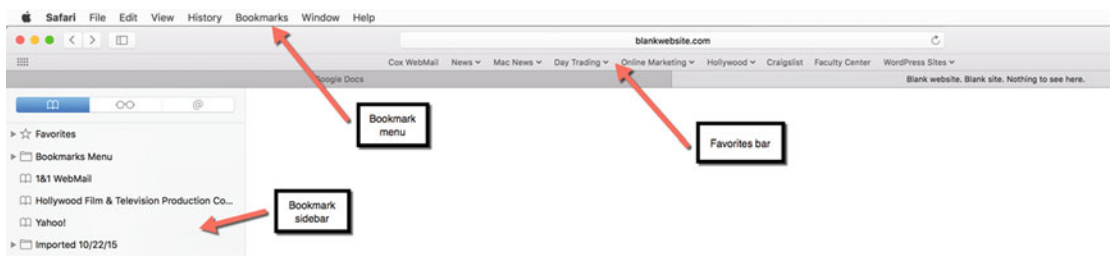 Safari File Edit View History Bookmarks Window Help
blankwebsite.com
Cox WebMail News Mac News Day Trading Online Marketing Hollywood Craigslist Faculty Center WordPress Sites
Google Docs Blank website. Blank site. Nothing to see here.
@
Favorites
Bookmarks Menu
1&1 WebMail
Hollywood Film & Television Production Co...
Yahoo!
Imported 10/22/15
Bookmark
menu
Favorites bar
Bookmark
sidebar